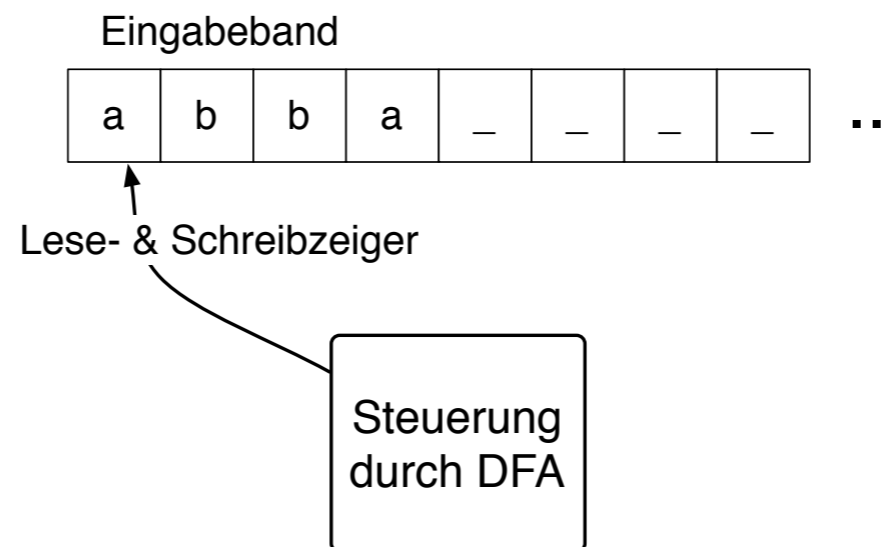 Eingabeband
a b b a _ _ _ _ ..
Lese- & Schreibzeiger
Steuerung
durch DFA